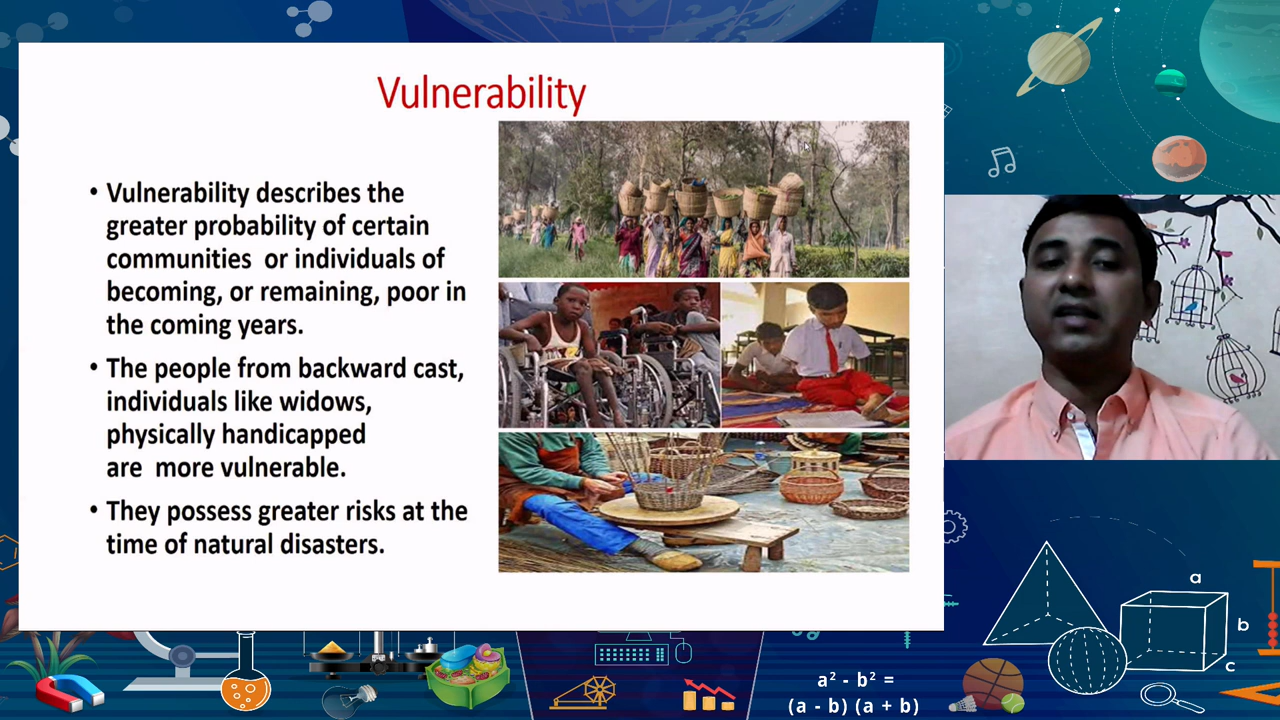 Vulnerability
• Vulnerability describes the
greater probability of certain
communities or individuals of
becoming, or remaining, poor in
the coming years.
• The people from backward cast,
individuals like widows,
physically handicapped
are more vulnerable.
• They possess greater risks at the
time of natural disasters.
a
b
c
a² - b² =
(a - b) (a + b)